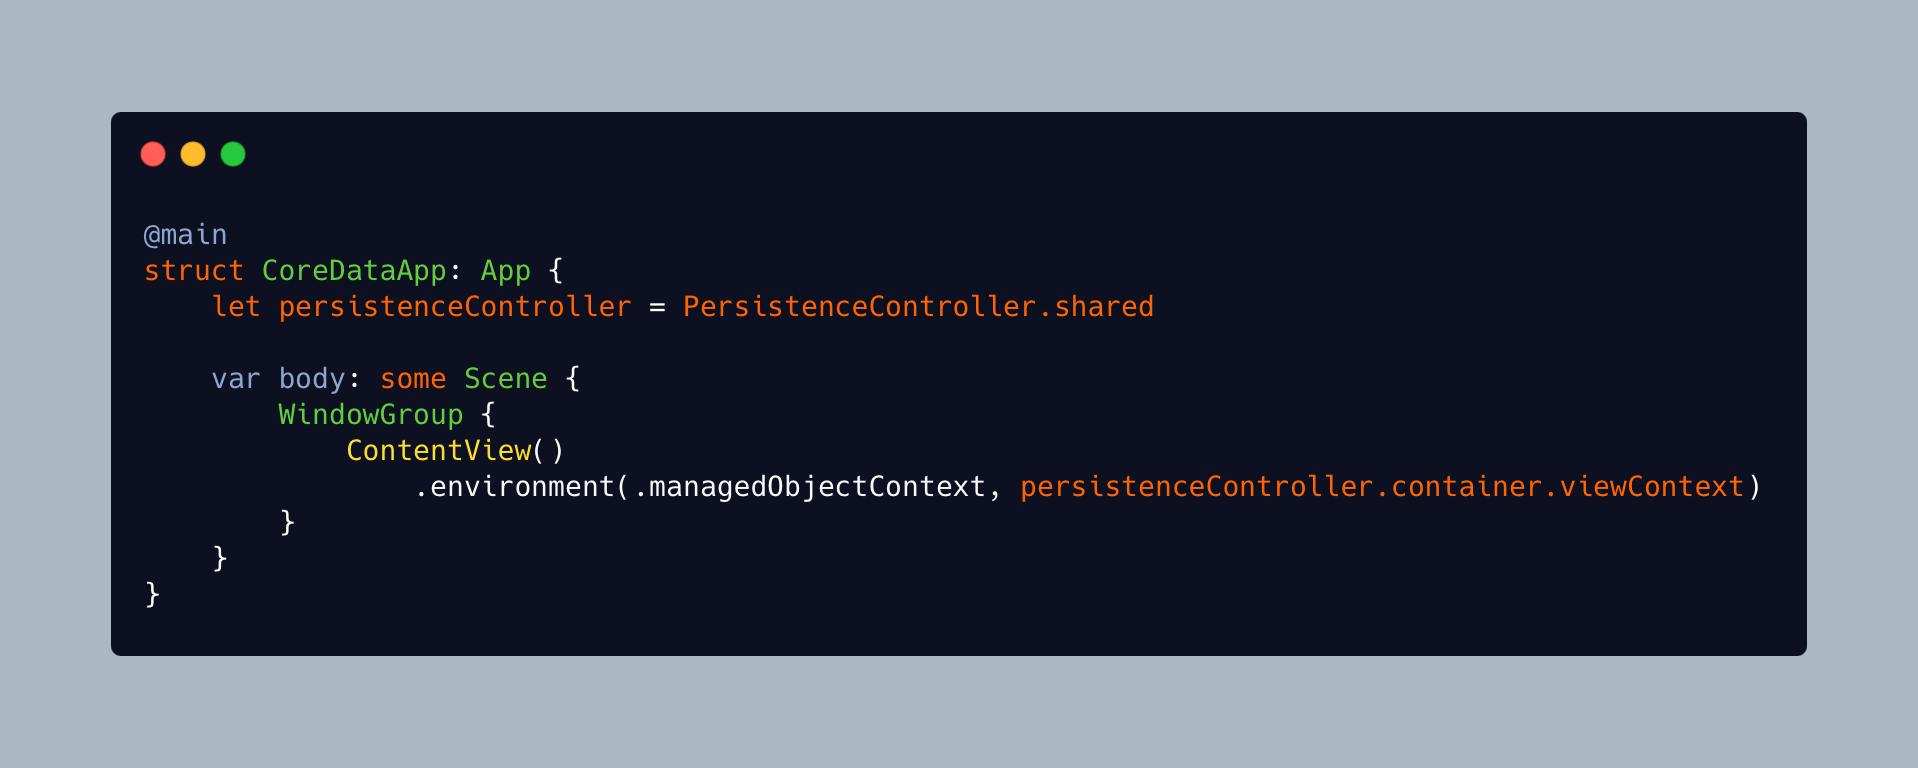 @main
struct CoreDataApp: App {
    let persistenceController = PersistenceController.shared

    var body: some Scene {
        WindowGroup {
            ContentView()
                .environment(.managedObjectContext, persistenceController.container.viewContext)
        }
    }
}